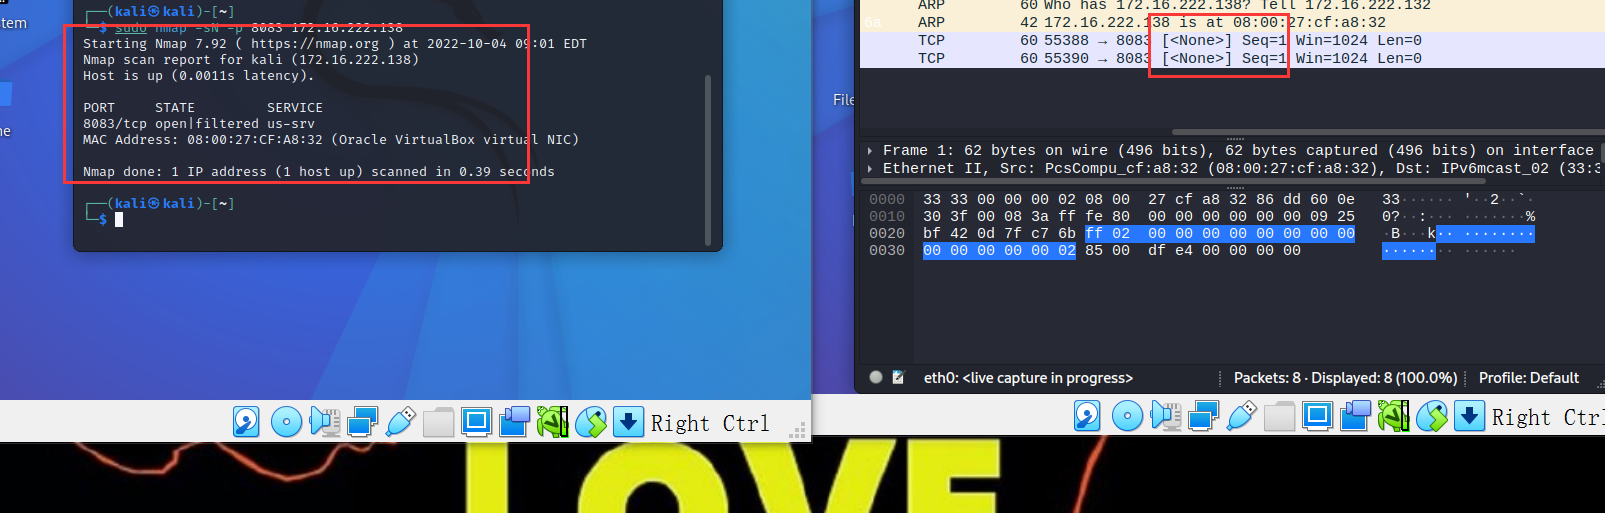 tem
ne
┌──(kali㉿kali)-[~]
└─$ sudo nmap -sN -p 8083 172.16.222.138
Starting Nmap 7.92 ( https://nmap.org ) at 2022-10-04 09:01 EDT
Nmap scan report for kali (172.16.222.138)
Host is up (0.0011s latency).
PORT     STATE         SERVICE
8083/tcp open|filtered us-srv
MAC Address: 08:00:27:CF:A8:32 (Oracle VirtualBox virtual NIC)
Nmap done: 1 IP address (1 host up) scanned in 0.39 seconds
┌──(kali㉿kali)-[~]
└─$
Right Ctrl
File
ARP 60 Who has 172.16.222.138? Tell 172.16.222.132
6a ARP 42 172.16.222.138 is at 08:00:27:cf:a8:32
TCP 60 55388 → 8083 [<None>] Seq=1 Win=1024 Len=0
TCP 60 55390 → 8083 [<None>] Seq=1 Win=1024 Len=0
Frame 1: 62 bytes on wire (496 bits), 62 bytes captured (496 bits) on interface
Ethernet II, Src: PcsCompu_cf:a8:32 (08:00:27:cf:a8:32), Dst: IPv6mcast_02 (33:3
0000 33 33 00 00 00 02 08 00 27 cf a8 32 86 dd 60 0e 33······ '··2··`·
0010 30 3f 00 08 3a ff fe 80 00 00 00 00 00 00 09 25 0?··:··· ·······%
0020 bf 42 0d 7f c7 6b ff 02 00 00 00 00 00 00 00 00 ·B···k·· ········
0030 00 00 00 00 00 02 85 00 df e4 00 00 00 00 ········ ······
eth0: <live capture in progress>
Packets: 8 · Displayed: 8 (100.0%)
Profile: Default
Right Ctrl
LOVE